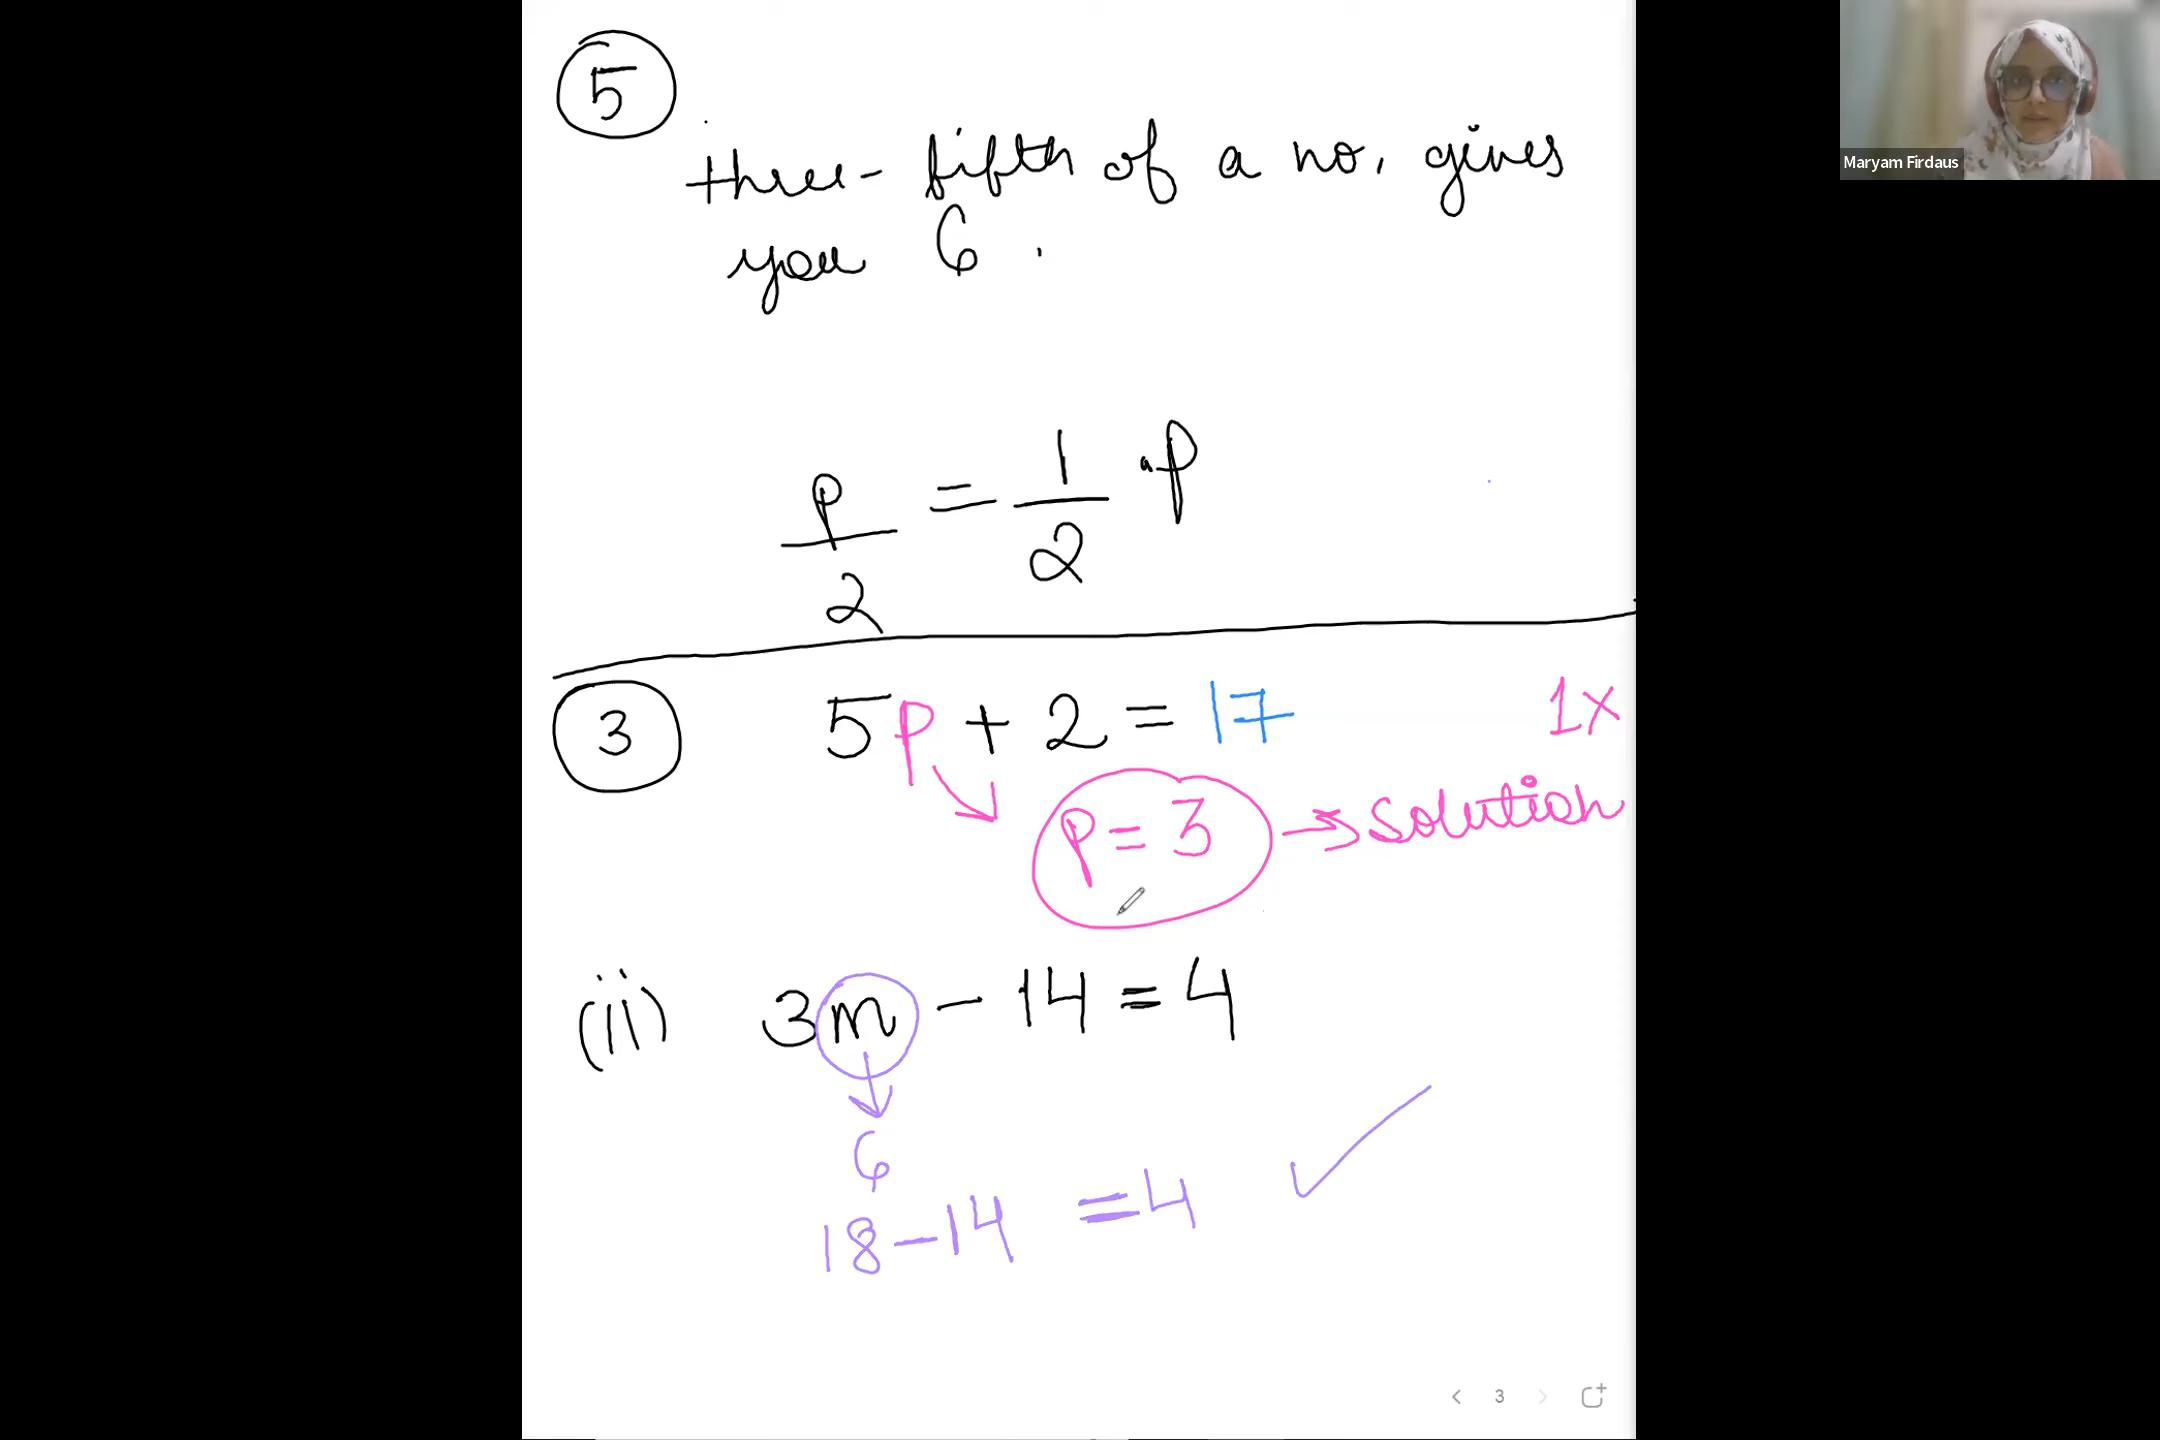 5
three-fifth of a no. gives
you 6.
p/2 = 1/2 · p
3
5p + 2 = 17
1x
p = 3 → solution
(ii) 3m - 14 = 4
6
18 - 14 = 4 ✓
3
Maryam Firdaus